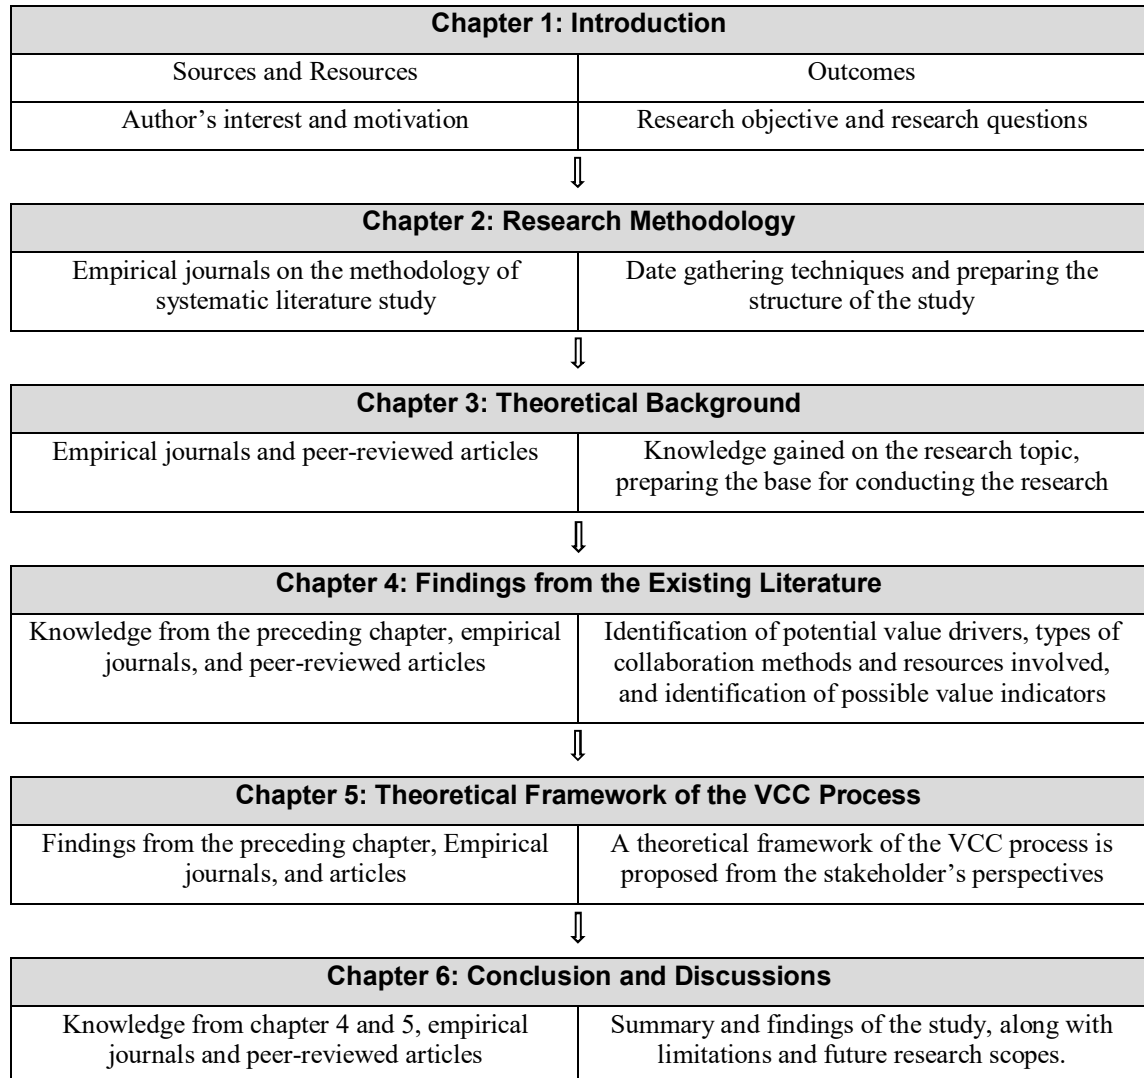 Chapter 1: Introduction
Sources and Resources
Outcomes
Author’s interest and motivation
Research objective and research questions
⇩
Chapter 2: Research Methodology
Empirical journals on the methodology of
systematic literature study
Date gathering techniques and preparing the
structure of the study
⇩
Chapter 3: Theoretical Background
Empirical journals and peer-reviewed articles
Knowledge gained on the research topic,
preparing the base for conducting the research
⇩
Chapter 4: Findings from the Existing Literature
Knowledge from the preceding chapter, empirical
journals, and peer-reviewed articles
Identification of potential value drivers, types of
collaboration methods and resources involved,
and identification of possible value indicators
⇩
Chapter 5: Theoretical Framework of the VCC Process
Findings from the preceding chapter, Empirical
journals, and articles
A theoretical framework of the VCC process is
proposed from the stakeholder’s perspectives
⇩
Chapter 6: Conclusion and Discussions
Knowledge from chapter 4 and 5, empirical
journals and peer-reviewed articles
Summary and findings of the study, along with
limitations and future research scopes.